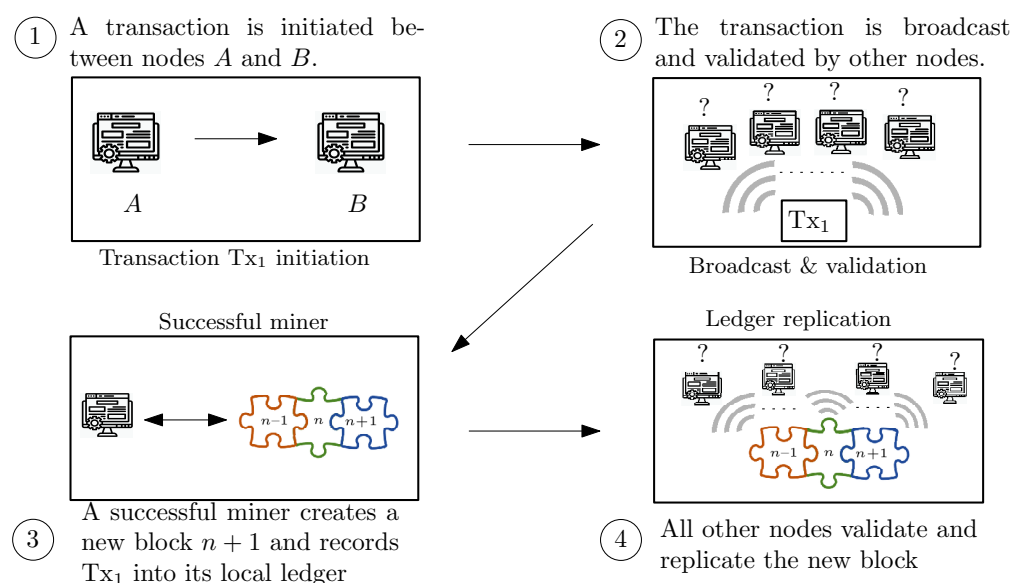 1
A transaction is initiated be-
tween nodes A and B.
A
B
Transaction Tx₁ initiation
2
The transaction is broadcast
and validated by other nodes.
? ? ? ?
Tx₁
Broadcast & validation
Successful miner
n−1 n n+1
3
A successful miner creates a
new block n + 1 and records
Tx₁ into its local ledger
Ledger replication
? ? ? ?
n−1 n n+1
4
All other nodes validate and
replicate the new block